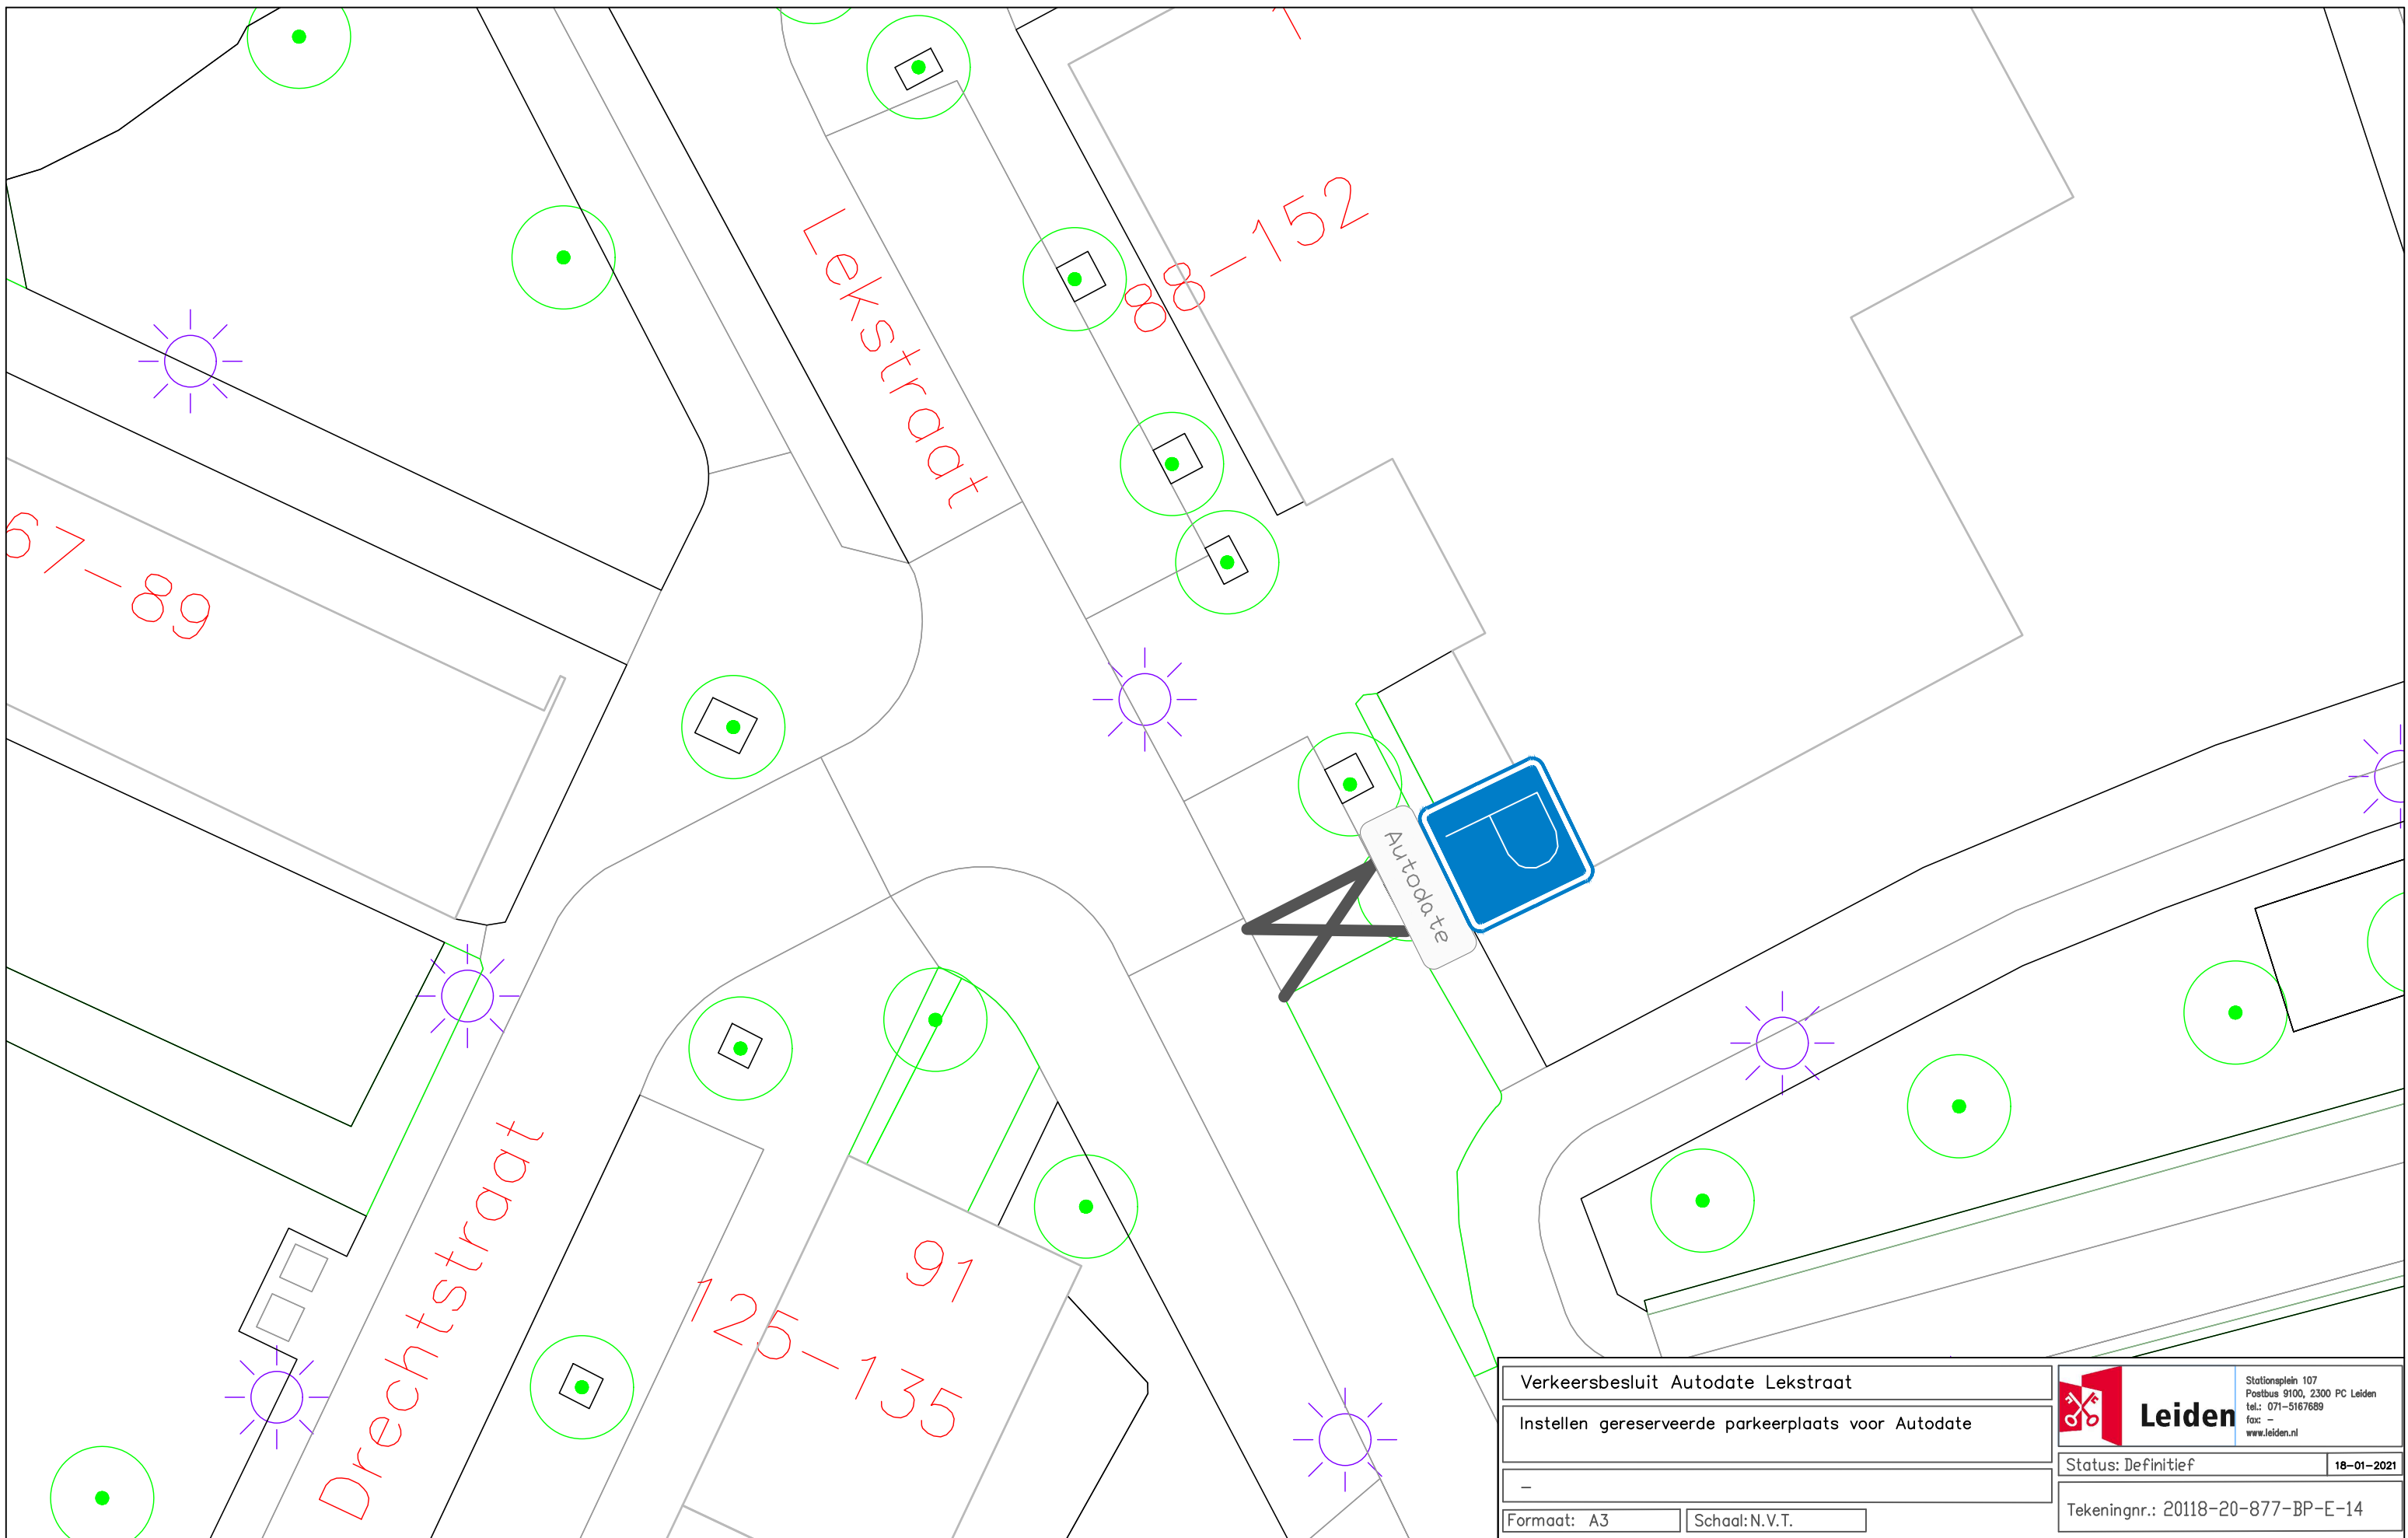 88-152
Lekstraat
67-89
P
Autodate
Drechtstraat
91
125-135
Verkeersbesluit Autodate Lekstraat
Instellen gereserveerde parkeerplaats voor Autodate
-
Formaat: A3
Schaal: N.V.T.
Leiden
Stationsplein 107
Postbus 9100, 2300 PC Leiden
tel.: 071-5167689
fax: -
www.leiden.nl
Status: Definitief
18-01-2021
Tekeningnr.: 20118-20-877-BP-E-14